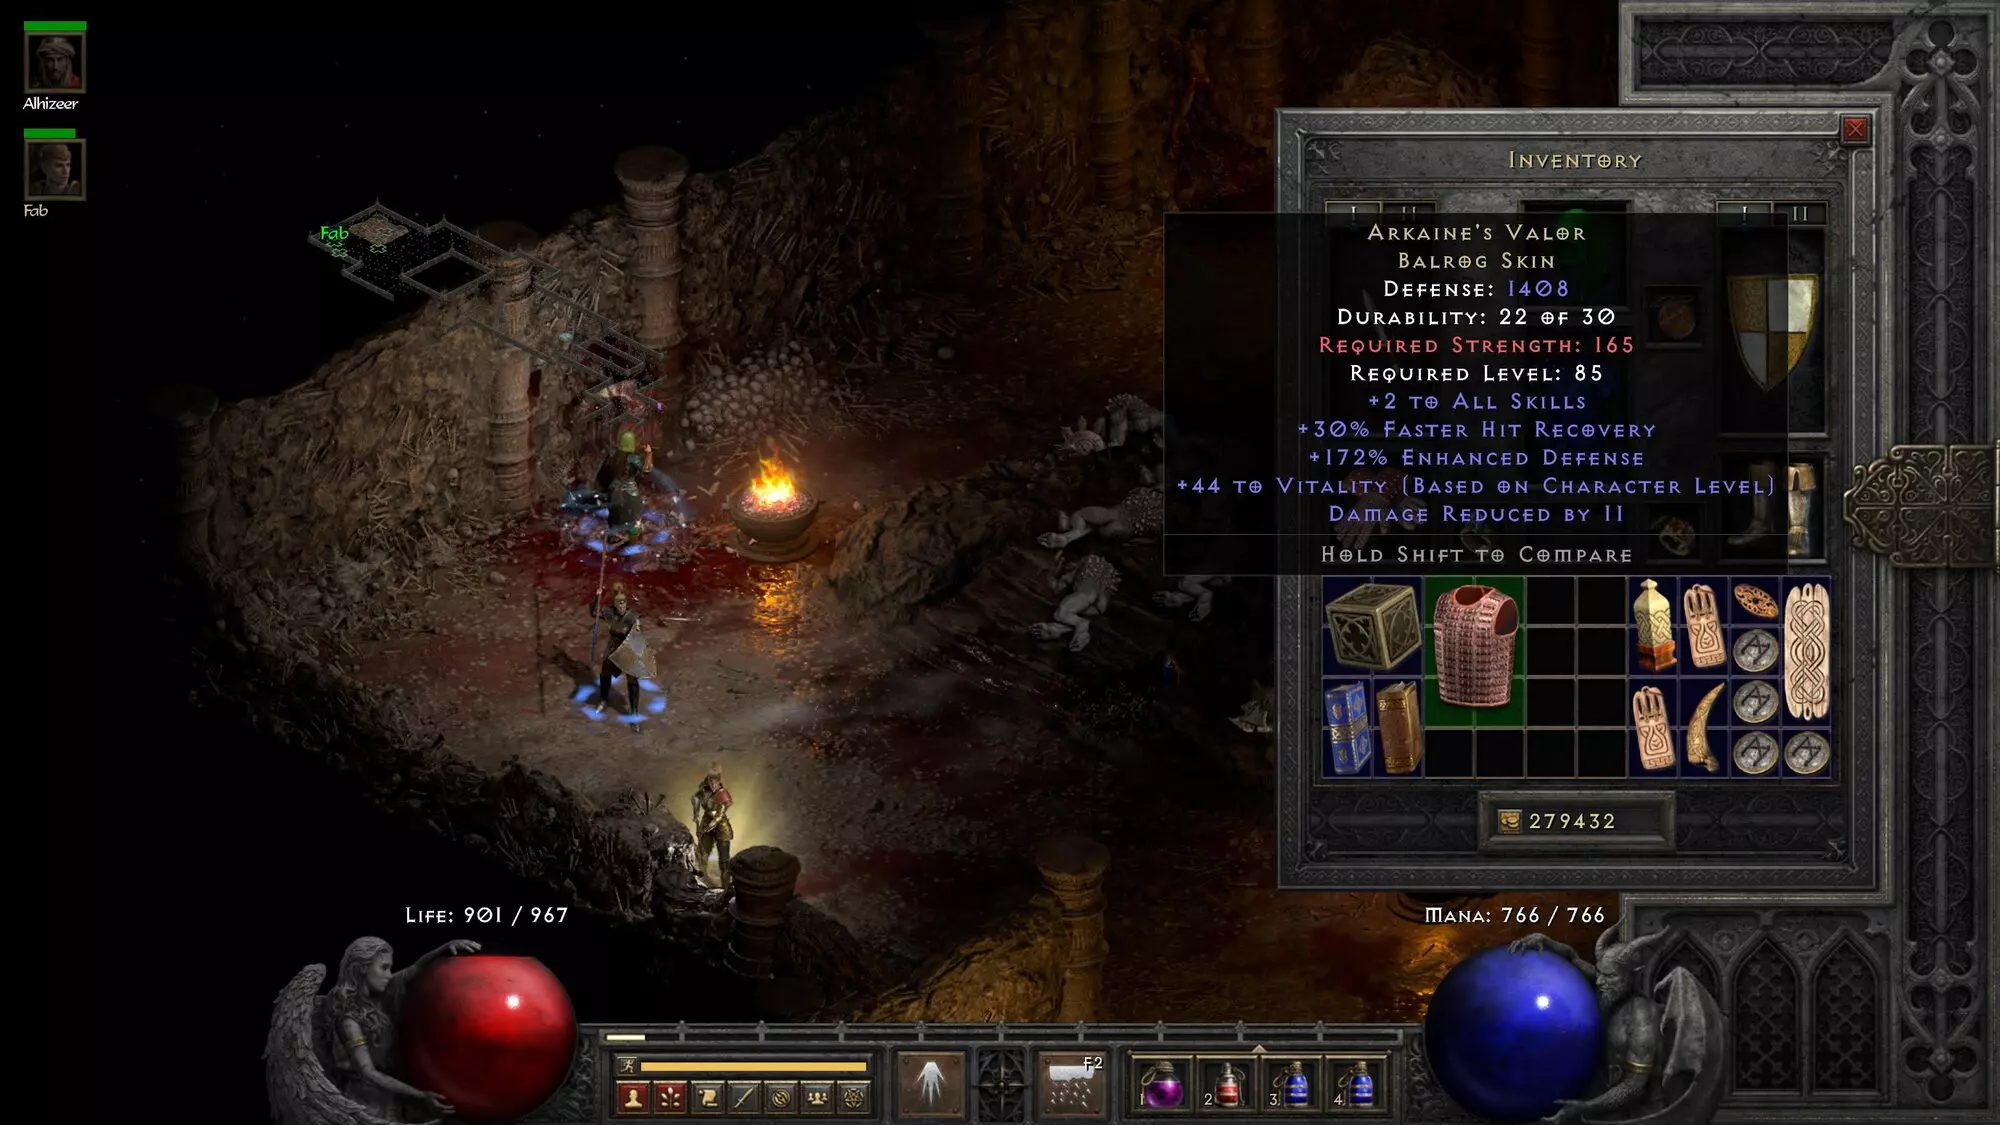 Alhizeer
Fab
Fab
Inventory
I II
I II
Arkaine's Valor
Balrog Skin
Defense: 1408
Durability: 22 of 30
Required Strength: 165
Required Level: 85
+2 to All Skills
+30% Faster Hit Recovery
+172% Enhanced Defense
+44 to Vitality (Based on Character Level)
Damage Reduced by 11
Hold Shift to Compare
279432
Life: 901 / 967
Mana: 766 / 766
F2
1 2 3 4